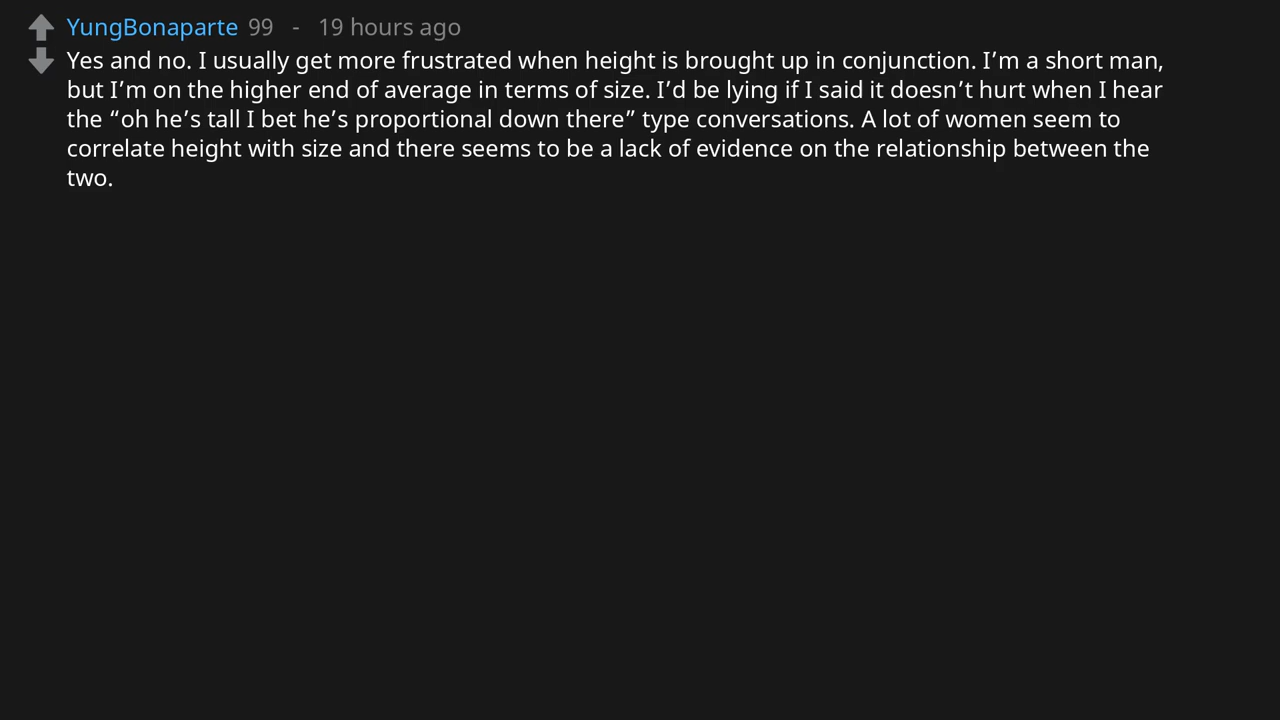 YungBonaparte 99 - 19 hours ago
Yes and no. I usually get more frustrated when height is brought up in conjunction. I’m a short man,
but I’m on the higher end of average in terms of size. I’d be lying if I said it doesn’t hurt when I hear
the “oh he’s tall I bet he’s proportional down there” type conversations. A lot of women seem to
correlate height with size and there seems to be a lack of evidence on the relationship between the
two.